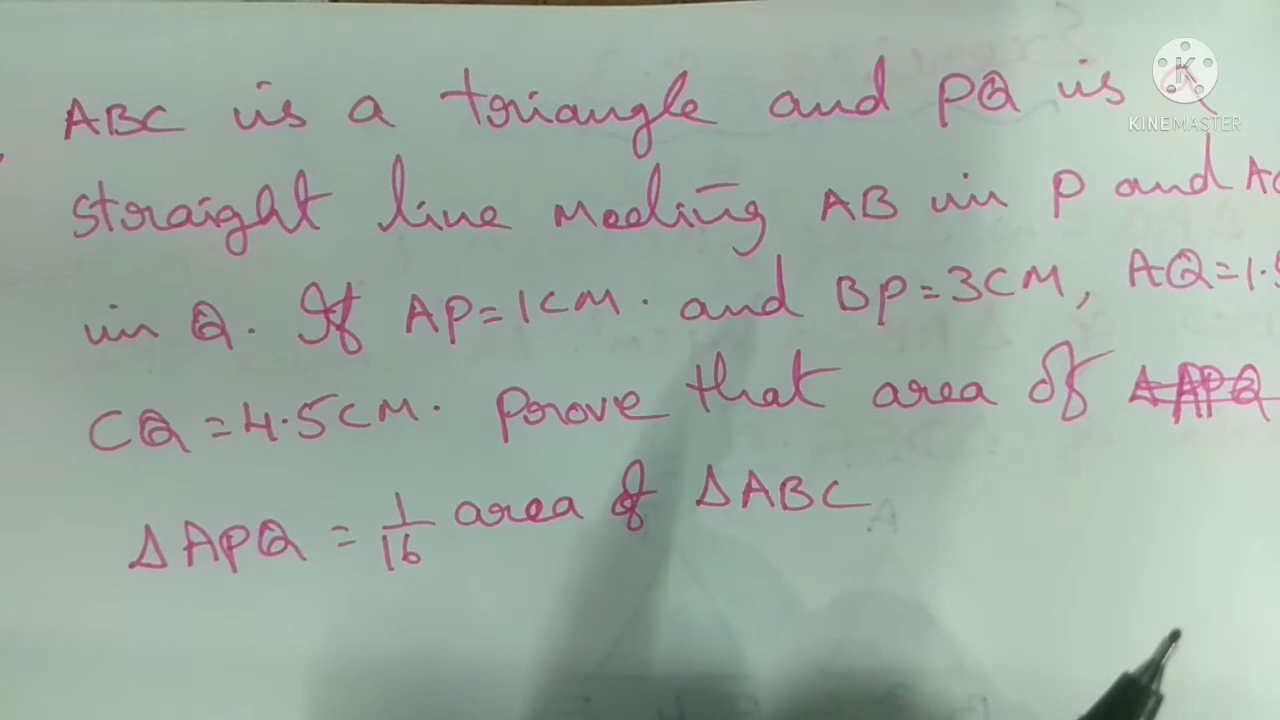 ABC is a triangle and PQ is a
KINEMASTER
straight line meeting AB in P and
in Q. If AP=1CM. and BP=3CM, AQ=1.5
CQ=4.5CM. prove that area of ΔAPQ
ΔAPQ = 1/16 area of ΔABC